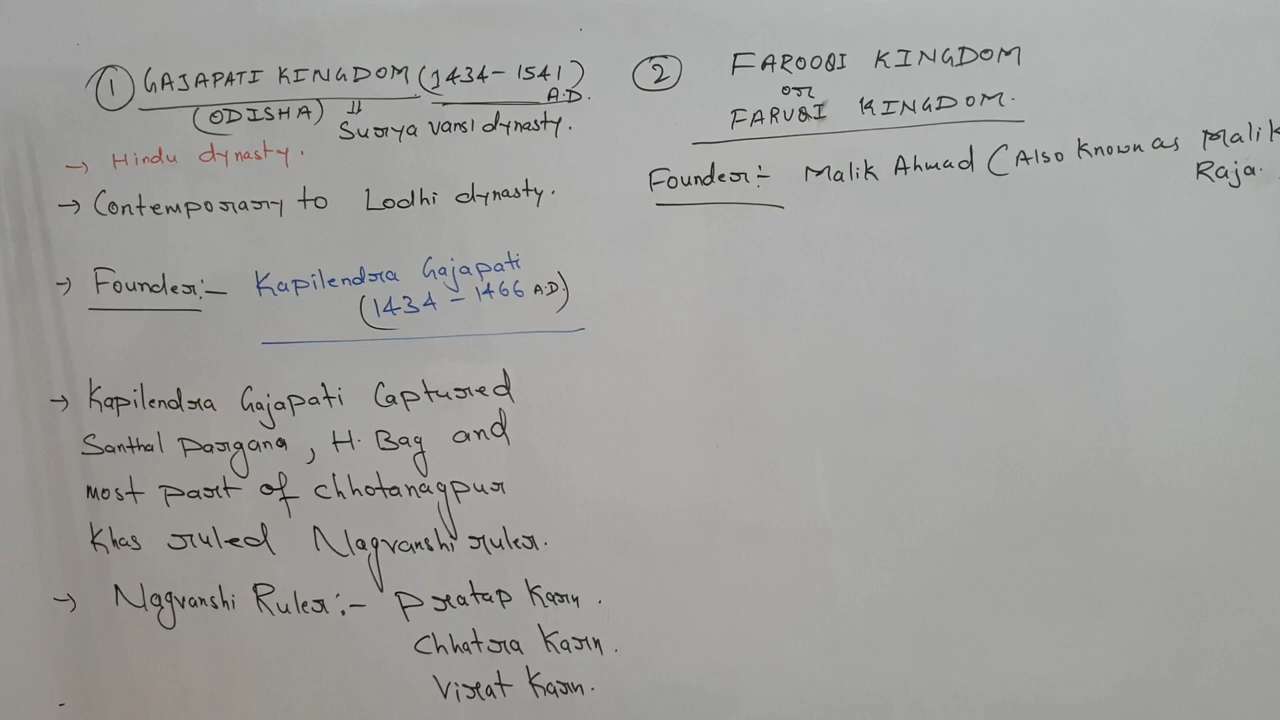 ① GAJAPATI KINGDOM (1434 - 1541) A.D.
(ODISHA) = Surya vansi dynasty.
→ Hindu dynasty.
→ Contemporary to Lodhi dynasty.
→ Founder:- Kapilendra Gajapati
(1434 - 1466 A.D.)
→ Kapilendra Gajapati Captured
Santhal Pargana, H. Bag and
most part of chhotanagpur
Khas ruled Nagvanshi ruler.
→ Nagvanshi Ruler:- Pratap Karn.
Chhatra Karn.
Virat Karn.
② FAROOQI KINGDOM
or
FARUQI KINGDOM.
Founder:- Malik Ahmad (Also Known as Malik
Raja.